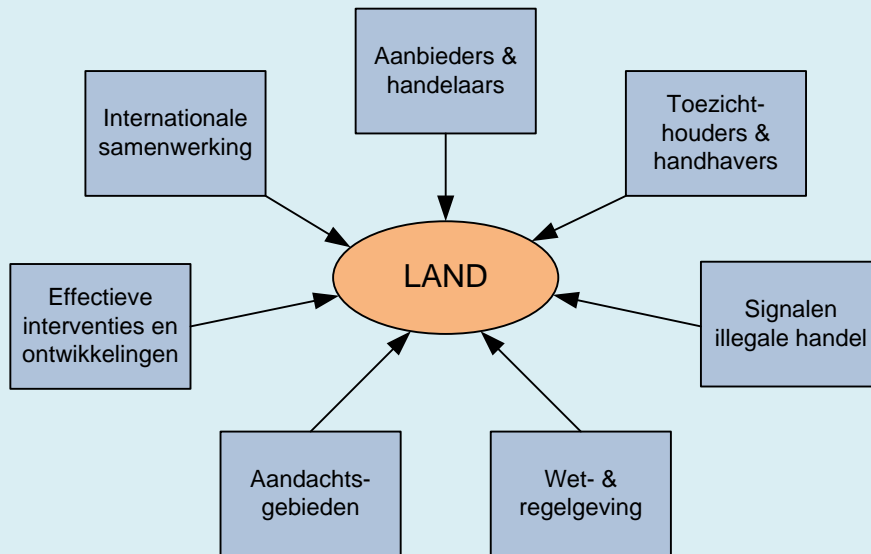 Aanbieders &
handelaars
Internationale
samenwerking
Toezicht-
houders &
handhavers
LAND
Effectieve
interventies en
ontwikkelingen
Signalen
illegale handel
Aandachts-
gebieden
Wet- &
regelgeving